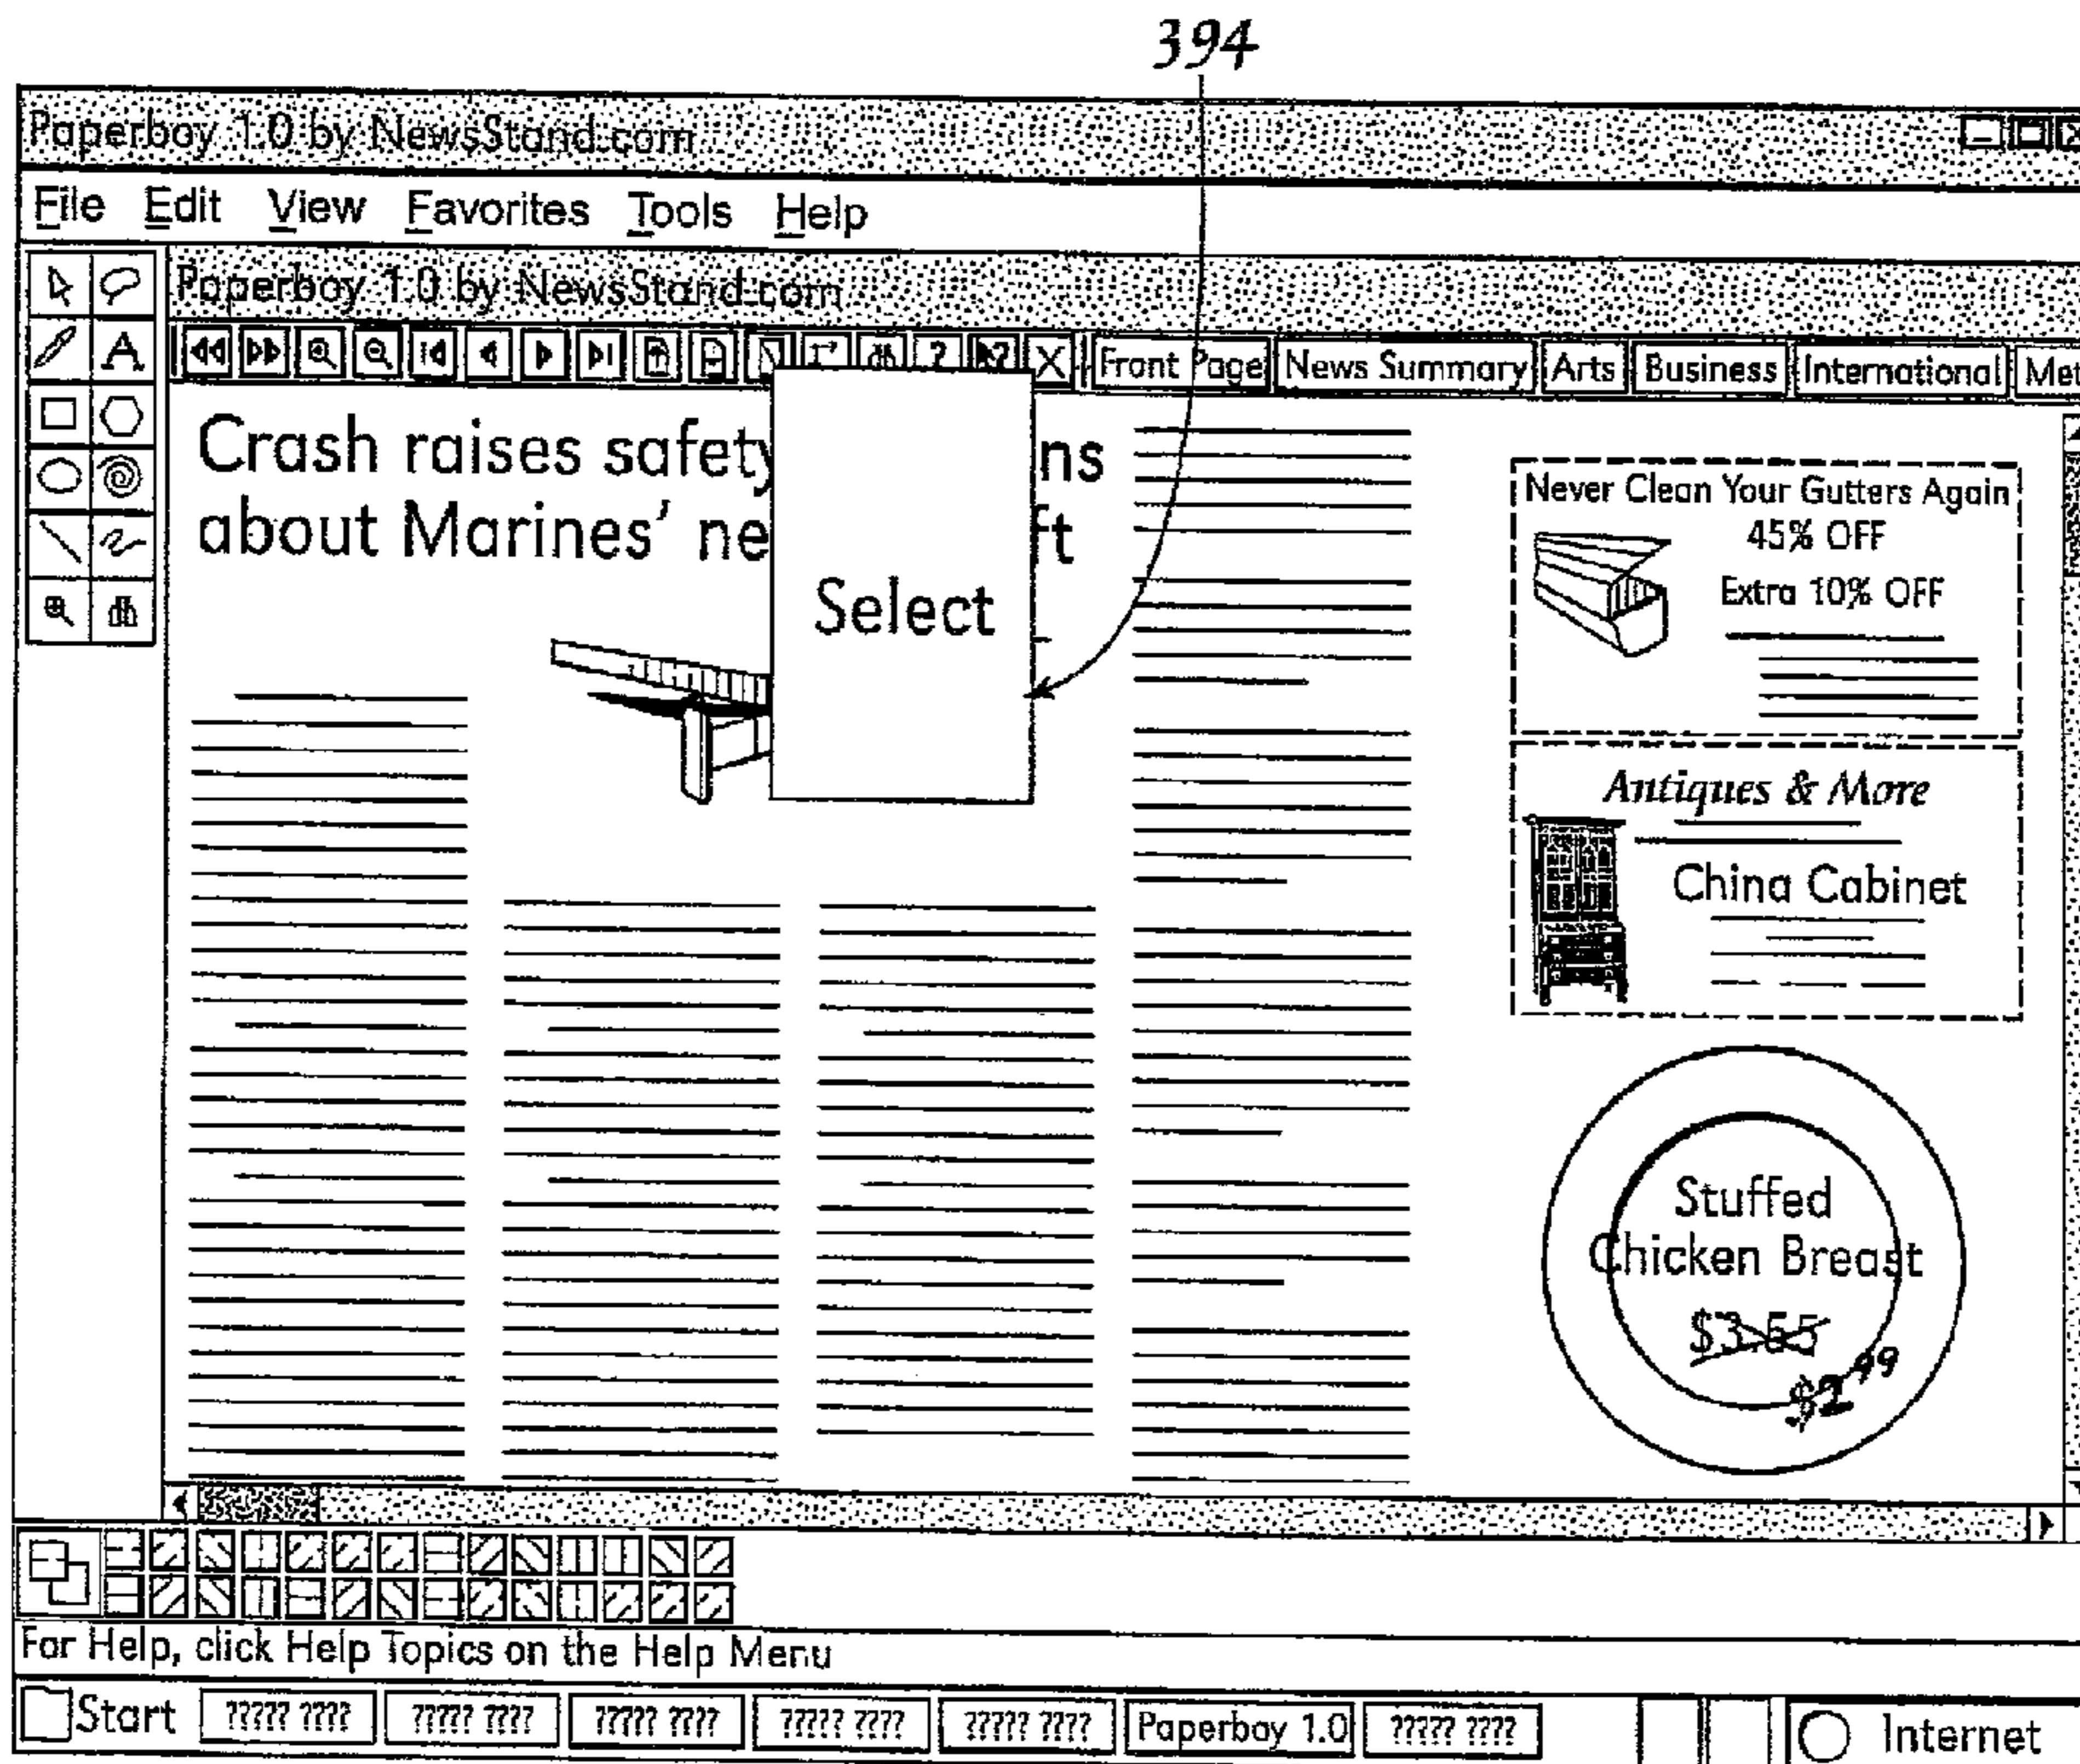 394
Paperboy 1.0 by NewsStand.com
File Edit View Favorites Tools Help
Paperboy 1.0 by NewsStand.com
A
? ? X Front Page News Summary Arts Business International
Crash raises safety ns
about Marines' ne ft
Select
Never Clean Your Gutters Again
45% OFF
Extra 10% OFF
Antiques & More
China Cabinet
Stuffed
Chicken Breast
$3.55
$2.99
For Help, click Help Topics on the Help Menu
Start ????? ???? ????? ???? ????? ???? ????? ???? ????? ???? Paperboy 1.0 ????? ???? Internet